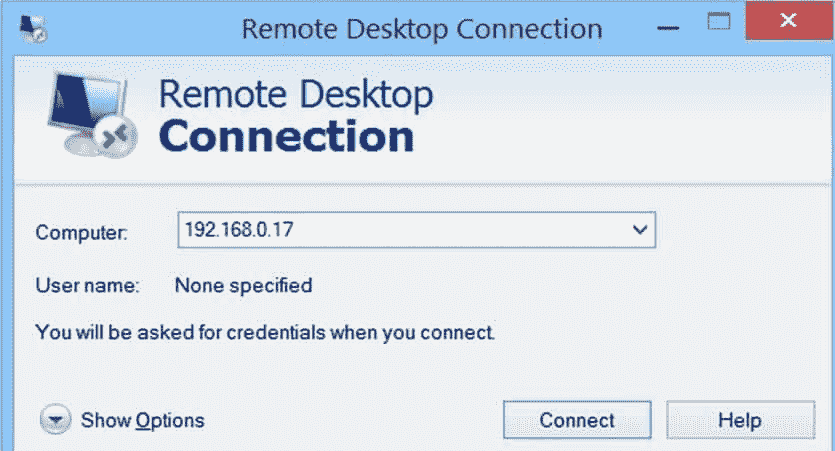 Remote Desktop Connection
Remote Desktop
Connection
Computer: 192.168.0.17
User name: None specified
You will be asked for credentials when you connect.
Show Options Connect Help